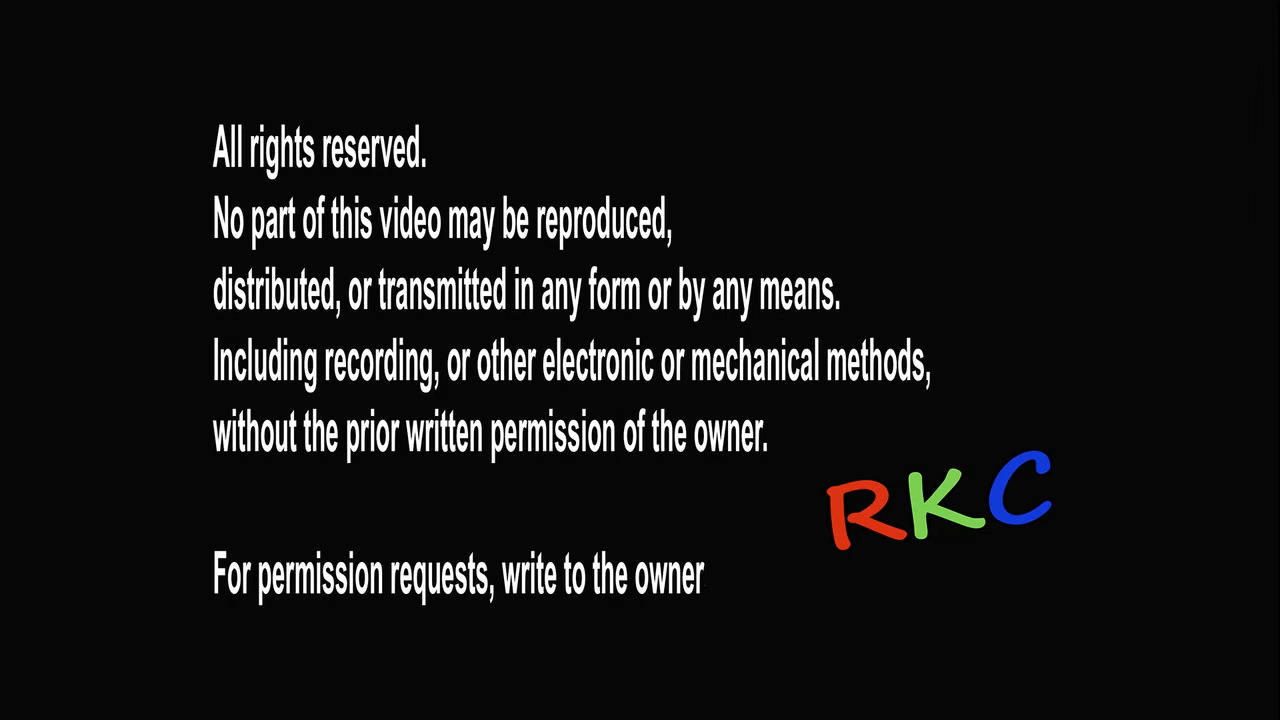 All rights reserved.
No part of this video may be reproduced,
distributed, or transmitted in any form or by any means.
Including recording, or other electronic or mechanical methods,
without the prior written permission of the owner.
RKC
For permission requests, write to the owner